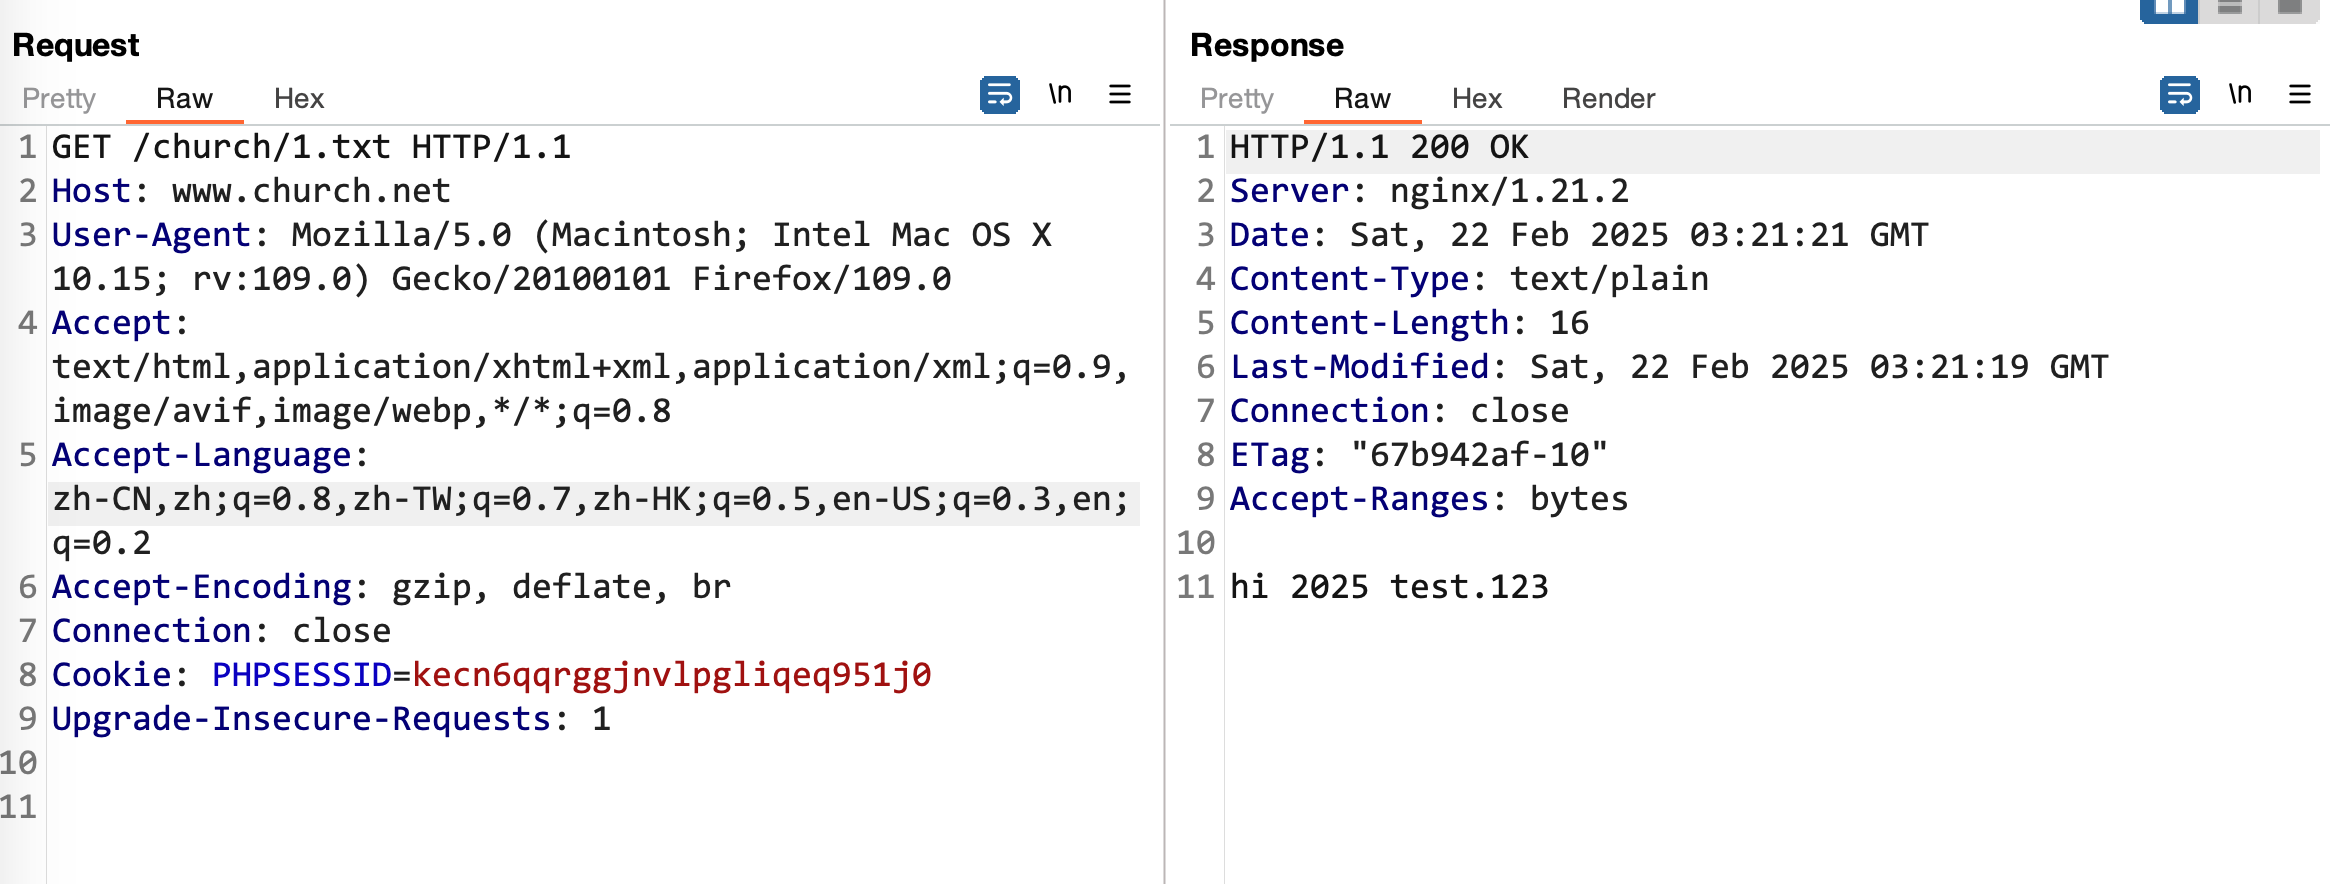 Request
Pretty Raw Hex
\n
1 GET /church/1.txt HTTP/1.1
2 Host: www.church.net
3 User-Agent: Mozilla/5.0 (Macintosh; Intel Mac OS X
10.15; rv:109.0) Gecko/20100101 Firefox/109.0
4 Accept:
text/html,application/xhtml+xml,application/xml;q=0.9,
image/avif,image/webp,*/*;q=0.8
5 Accept-Language:
zh-CN,zh;q=0.8,zh-TW;q=0.7,zh-HK;q=0.5,en-US;q=0.3,en;
q=0.2
6 Accept-Encoding: gzip, deflate, br
7 Connection: close
8 Cookie: PHPSESSID=kecn6qqrggjnvlpgliqeq951j0
9 Upgrade-Insecure-Requests: 1
10
11
Response
Pretty Raw Hex Render
\n
1 HTTP/1.1 200 OK
2 Server: nginx/1.21.2
3 Date: Sat, 22 Feb 2025 03:21:21 GMT
4 Content-Type: text/plain
5 Content-Length: 16
6 Last-Modified: Sat, 22 Feb 2025 03:21:19 GMT
7 Connection: close
8 ETag: "67b942af-10"
9 Accept-Ranges: bytes
10
11 hi 2025 test.123